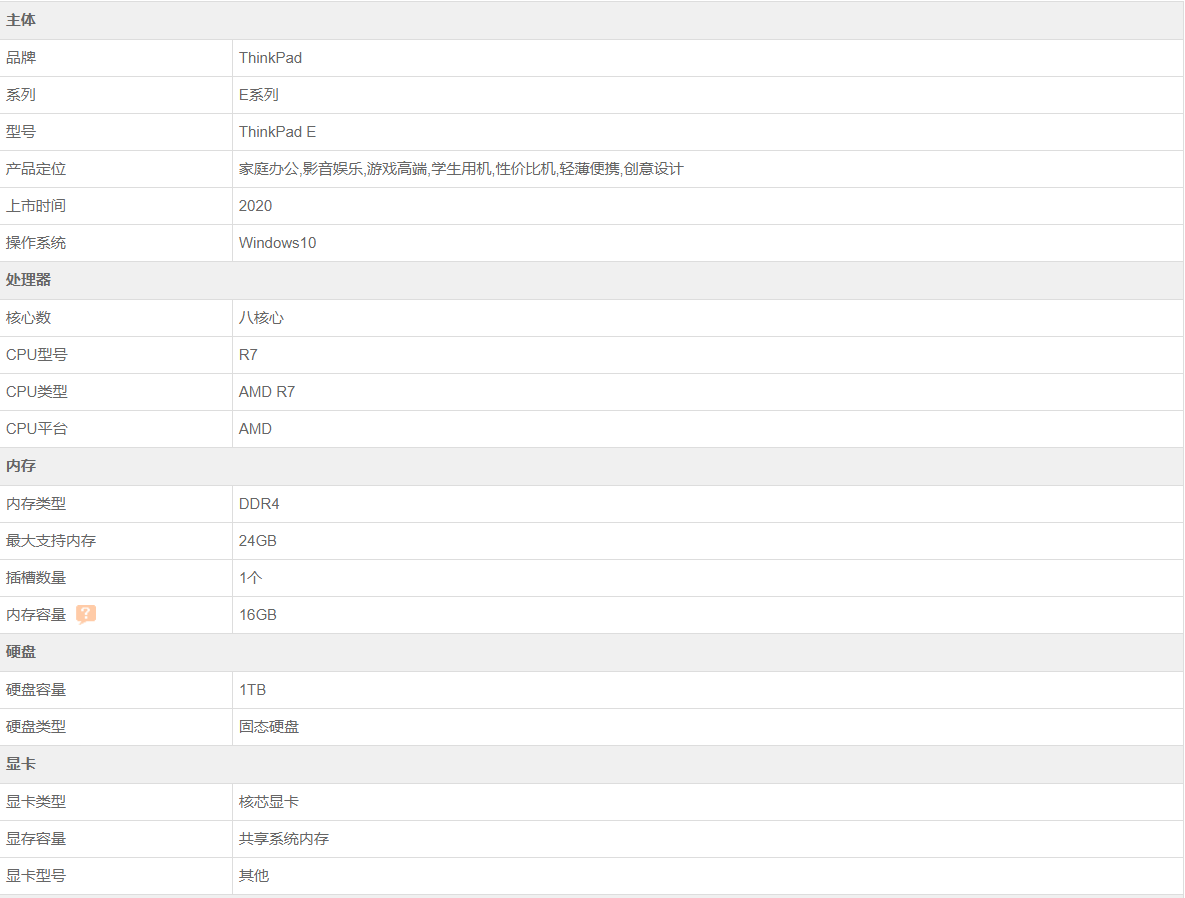 主体
品牌 ThinkPad
系列 E系列
型号 ThinkPad E
产品定位 家庭办公,影音娱乐,游戏高端,学生用机,性价比机,轻薄便携,创意设计
上市时间 2020
操作系统 Windows10
处理器
核心数 八核心
CPU型号 R7
CPU类型 AMD R7
CPU平台 AMD
内存
内存类型 DDR4
最大支持内存 24GB
插槽数量 1个
内存容量 ? 16GB
硬盘
硬盘容量 1TB
硬盘类型 固态硬盘
显卡
显卡类型 核芯显卡
显存容量 共享系统内存
显卡型号 其他